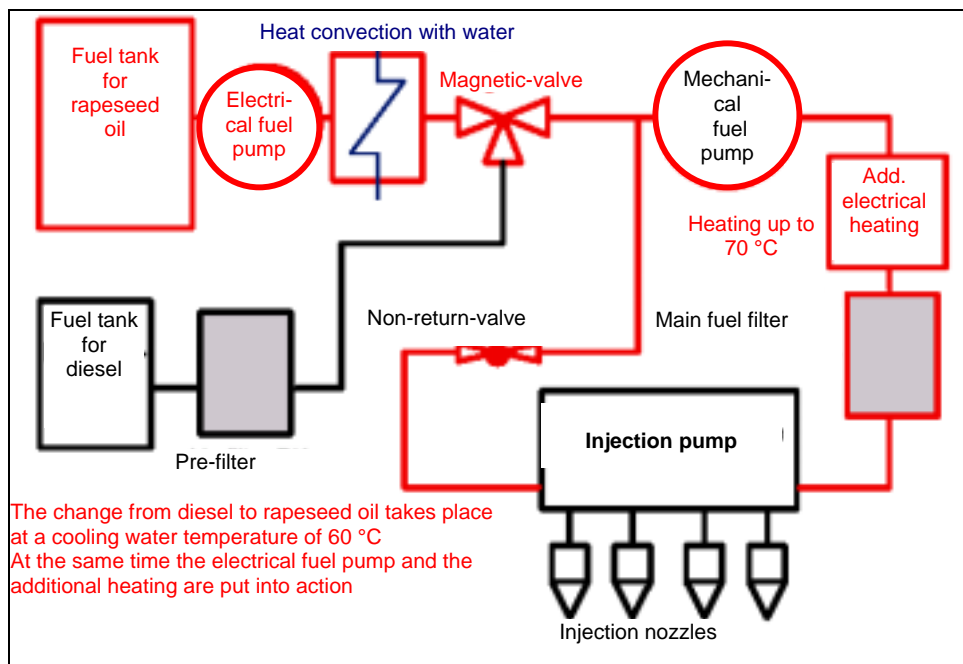 Heat convection with water
Fuel tank
for
rapeseed
oil
Electri-
cal fuel
pump
Magnetic-valve
Mechani-
cal
fuel
pump
Add.
electrical
heating
Heating up to
70 °C
Fuel tank
for
diesel
Non-return-valve
Main fuel filter
Pre-filter
Injection pump
The change from diesel to rapeseed oil takes place
at a cooling water temperature of 60 °C
At the same time the electrical fuel pump and the
additional heating are put into action
Injection nozzles